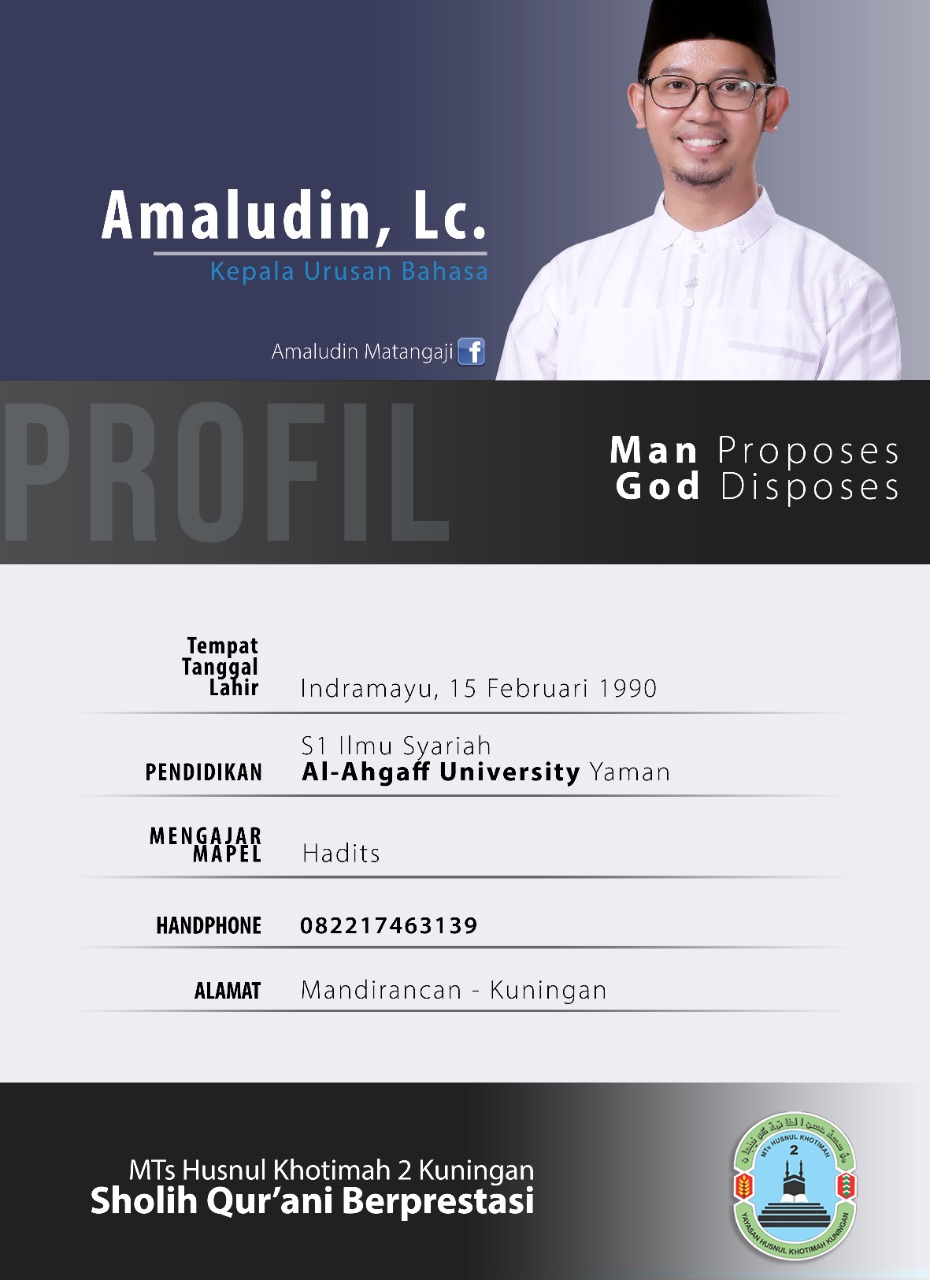 Amaludin, Lc.
Kepala Urusan Bahasa
Amaludin Matangaji f
PROFIL
Man Proposes
God Disposes
Tempat
Tanggal
Lahir
Indramayu, 15 Februari 1990
PENDIDIKAN
S1 Ilmu Syariah
Al-Ahgaff University Yaman
MENGAJAR
MAPEL
Hadits
HANDPHONE
082217463139
ALAMAT
Mandirancan - Kuningan
MTs Husnul Khotimah 2 Kuningan
Sholih Qur'ani Berprestasi
MTs HUSNUL KHOTIMAH
2
YAYASAN HUSNUL KHOTIMAH KUNINGAN